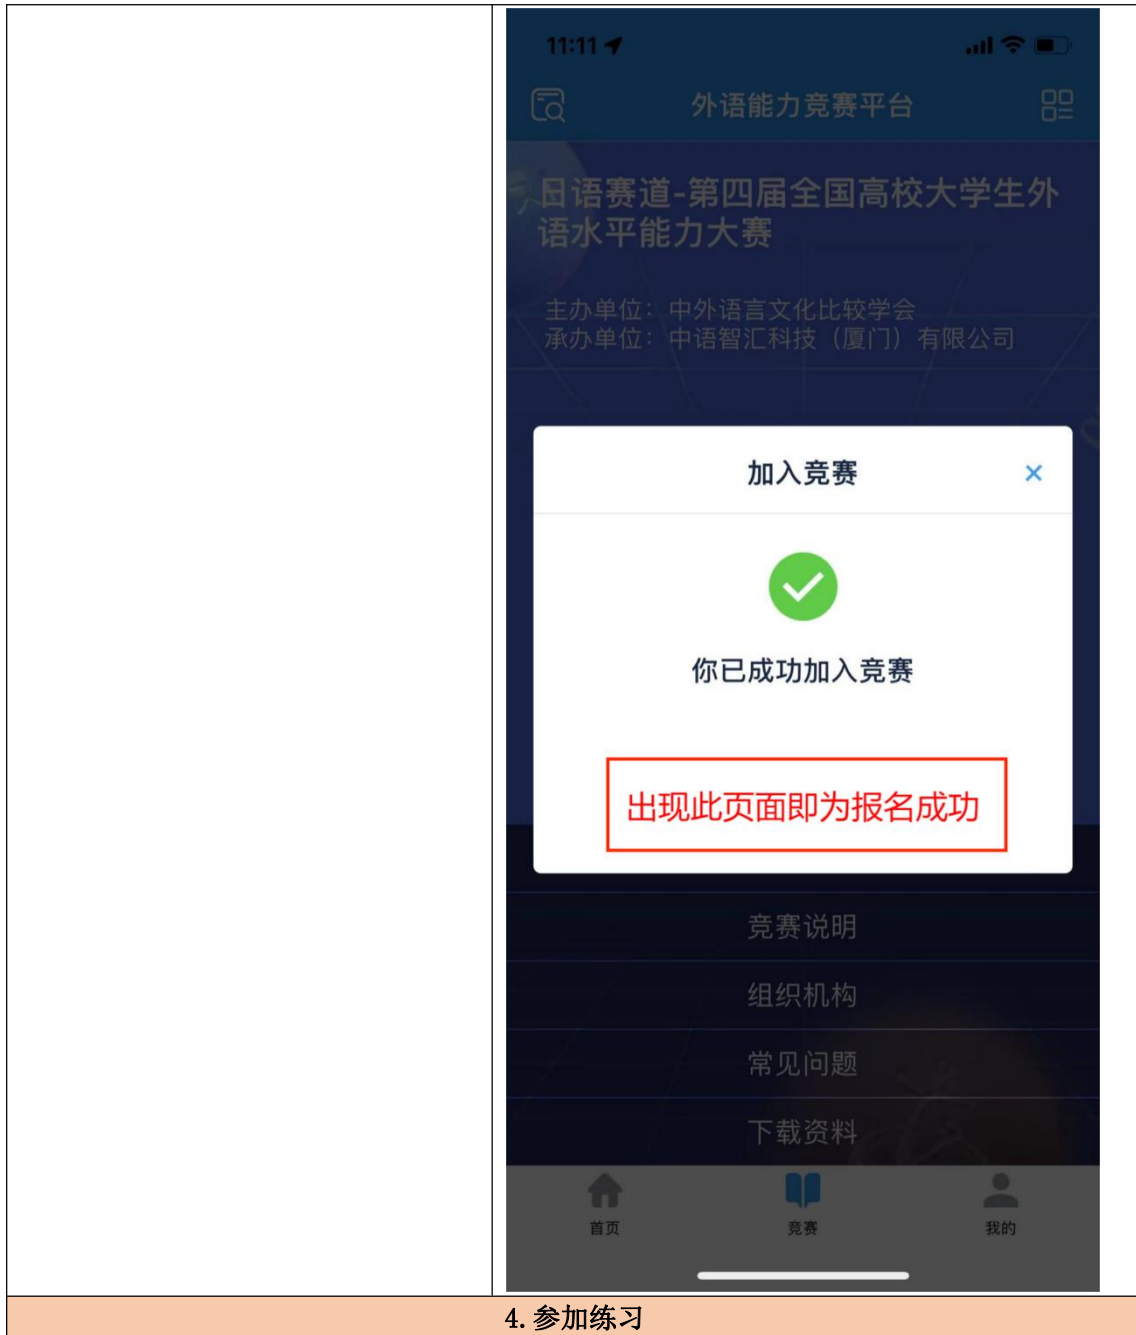 11:11
外语能力竞赛平台
日语赛道-第四届全国高校大学生外
语水平能力大赛
主办单位：中外语言文化比较学会
承办单位：中语智汇科技（厦门）有限公司
加入竞赛
你已成功加入竞赛
出现此页面即为报名成功
竞赛说明
组织机构
常见问题
下载资料
首页 竞赛 我的
4.参加练习